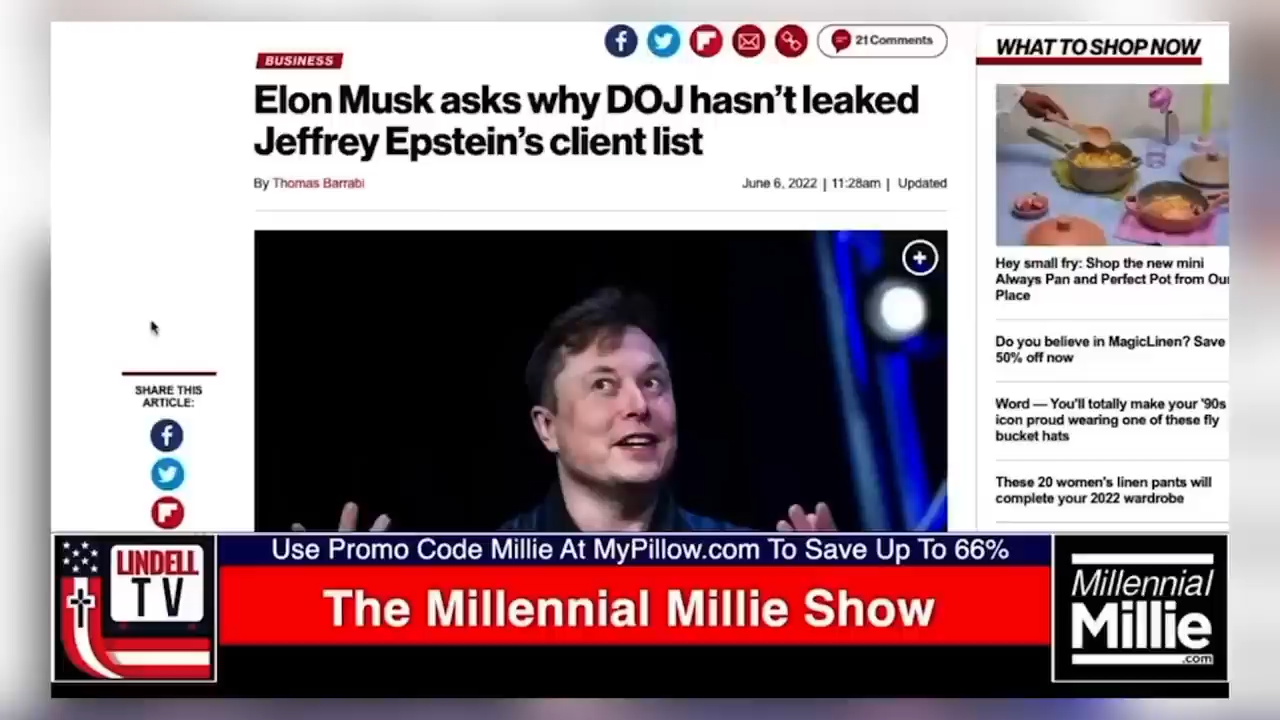 21 Comments
WHAT TO SHOP NOW
BUSINESS
Elon Musk asks why DOJ hasn't leaked
Jeffrey Epstein's client list
By Thomas Barrabi
June 6, 2022 | 11:28am | Updated
Hey small fry: Shop the new mini
Always Pan and Perfect Pot from Our
Place
Do you believe in MagicLinen? Save
50% off now
Word — You'll totally make your '90s
icon proud wearing one of these fly
bucket hats
These 20 women's linen pants will
complete your 2022 wardrobe
SHARE THIS
ARTICLE:
LINDELL
TV
Use Promo Code Millie At MyPillow.com To Save Up To 66%
The Millennial Millie Show
Millennial
Millie
.com